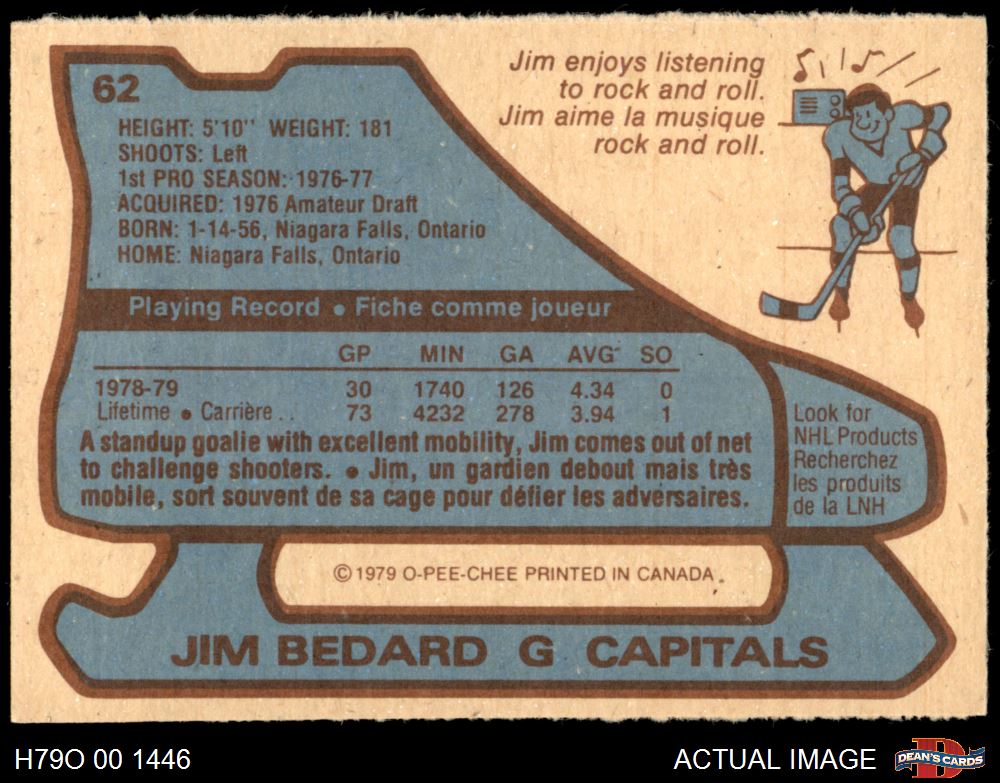 62
HEIGHT: 5'10" WEIGHT: 181
SHOOTS: Left
1st PRO SEASON: 1976-77
ACQUIRED: 1976 Amateur Draft
BORN: 1-14-56, Niagara Falls, Ontario
HOME: Niagara Falls, Ontario
Jim enjoys listening
to rock and roll.
Jim aime la musique
rock and roll.
Playing Record • Fiche comme joueur
GP MIN GA AVG SO
1978-79 30 1740 126 4.34 0
Lifetime • Carrière . . 73 4232 278 3.94 1
A standup goalie with excellent mobility, Jim comes out of net
to challenge shooters. • Jim, un gardien debout mais très
mobile, sort souvent de sa cage pour défier les adversaires.
Look for
NHL Products
Recherchez
les produits
de la LNH
© 1979 O-PEE-CHEE PRINTED IN CANADA.
JIM BEDARD G CAPITALS
H79O 00 1446
ACTUAL IMAGE
D
DEAN'S CARDS